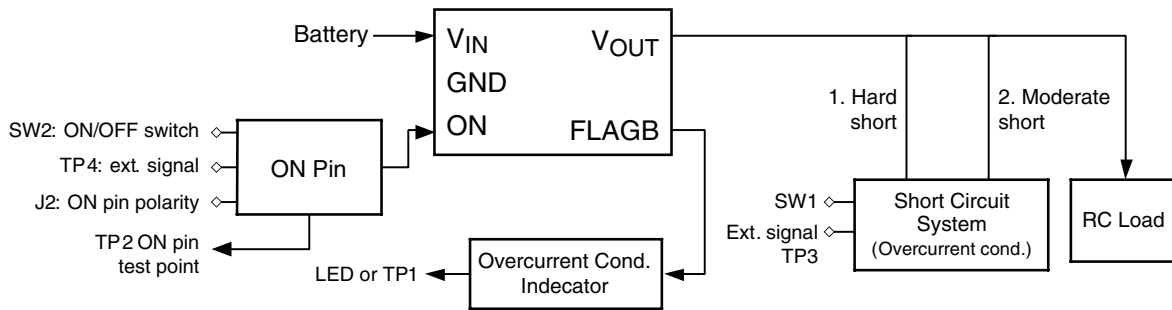 Battery
VIN
VOUT
GND
ON
FLAGB
1. Hard
short
2. Moderate
short
SW2: ON/OFF switch
TP4: ext. signal
J2: ON pin polarity
ON Pin
TP2 ON pin
test point
LED or TP1
Overcurrent Cond.
Indecator
SW1
Ext. signal
TP3
Short Circuit
System
(Overcurrent cond.)
RC Load